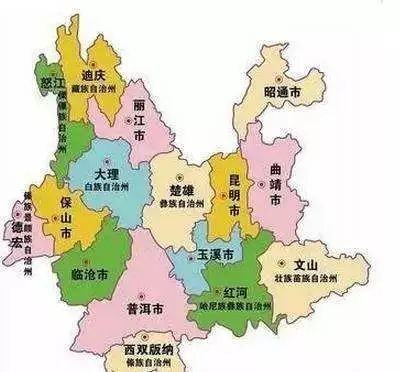 怒江
傈僳族自治州
迪庆
藏族自治州
丽江市
昭通市
大理
白族自治州
楚雄
彝族自治州
昆明市
曲靖市
保山市
德宏
傣族景颇族自治州
临沧市
玉溪市
普洱市
红河
哈尼族彝族自治州
文山
壮族苗族自治州
西双版纳
傣族自治州